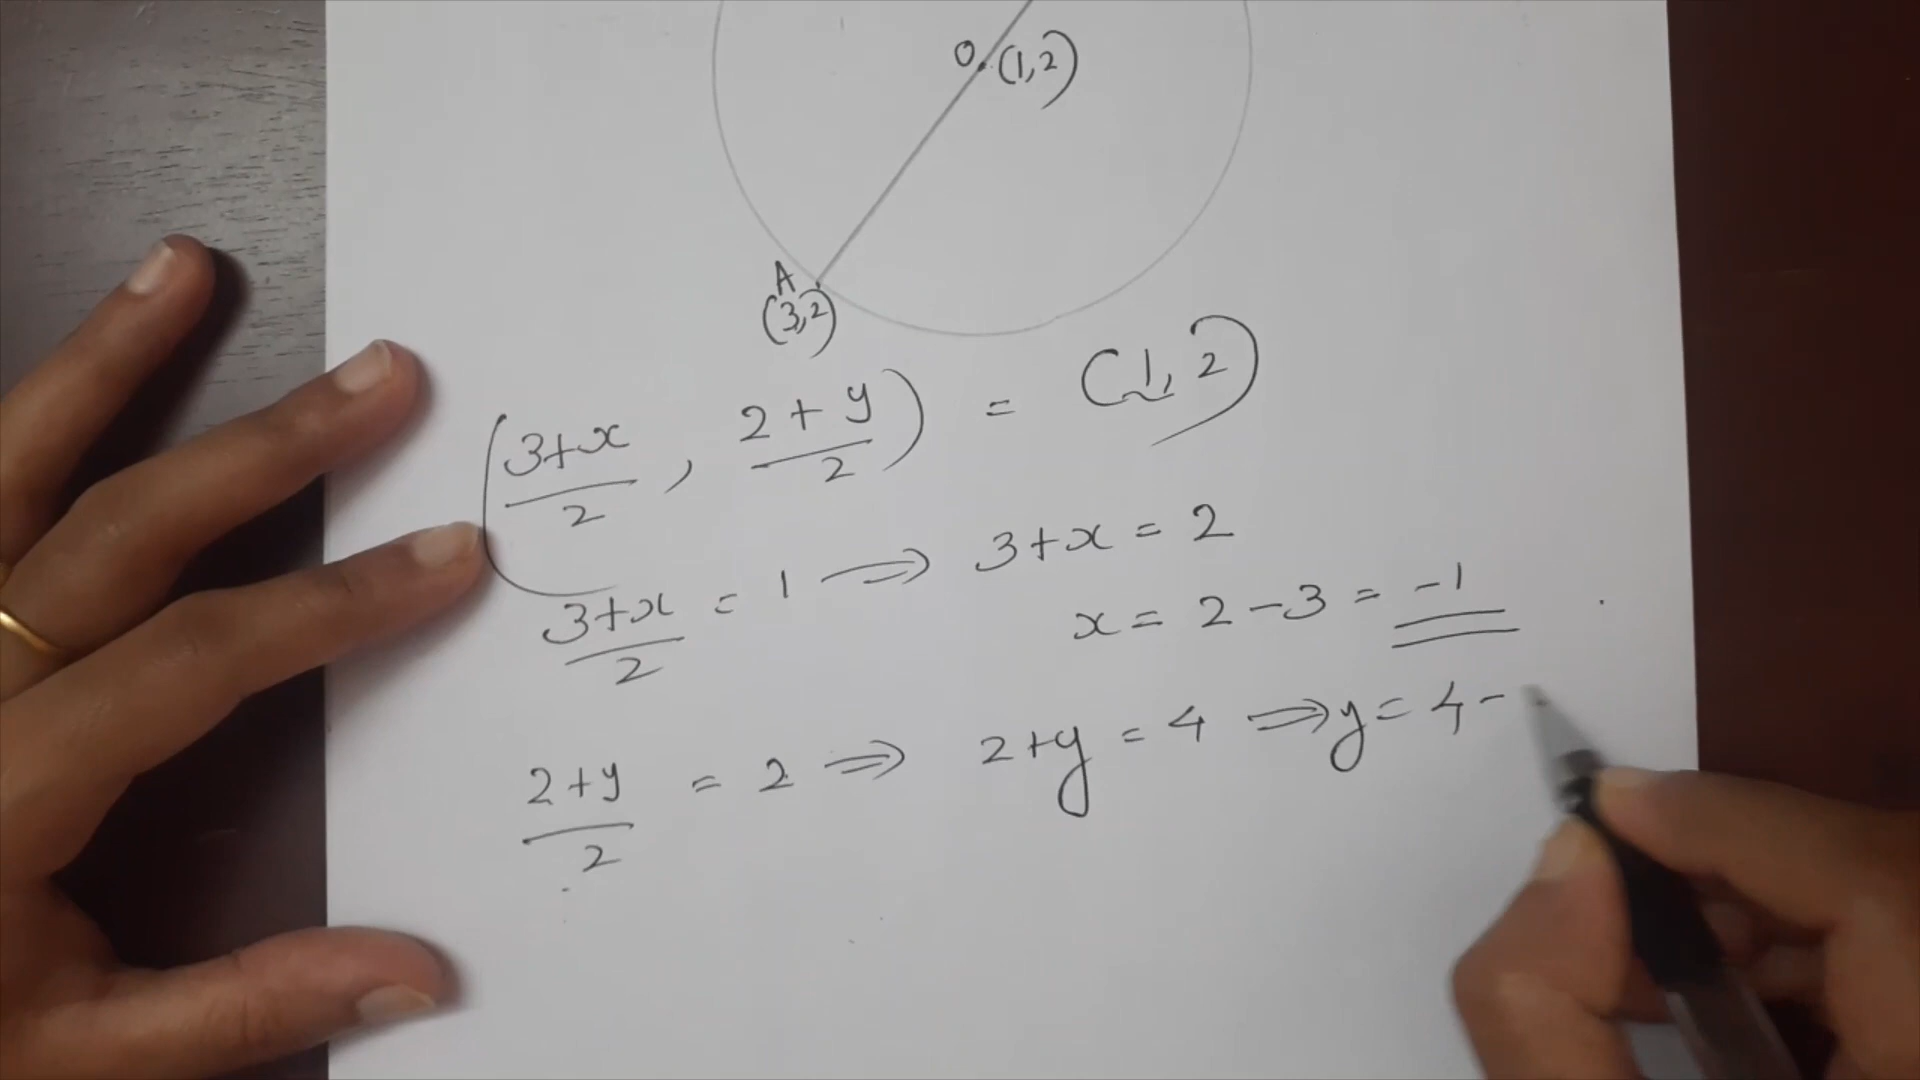 O (1,2)
A
(3,2)
(3+x/2, 2+y/2) = (1, 2)
3+x/2 = 1 ⟹ 3+x = 2
x = 2-3 = -1
2+y/2 = 2 ⟹ 2+y = 4 ⟹ y = 4-